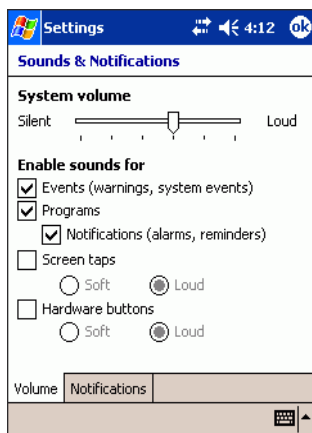 Settings 4:12 ok
Sounds & Notifications
System volume
Silent Loud
Enable sounds for
Events (warnings, system events)
Programs
Notifications (alarms, reminders)
Screen taps
Soft Loud
Hardware buttons
Soft Loud
Volume Notifications